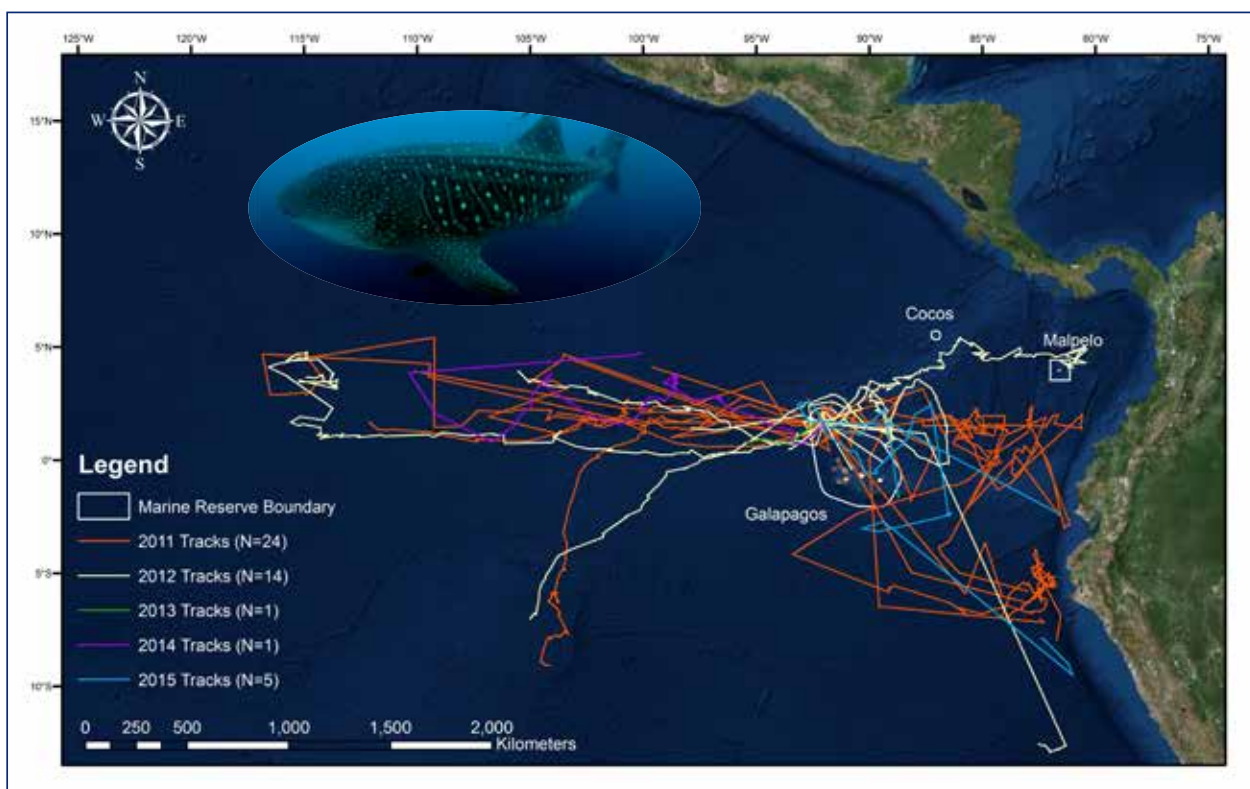 125°W 120°W 115°W 110°W 105°W 100°W 95°W 90°W 85°W 80°W 75°W
N
W E
S
15°N
10°N
Cocos
Malpelo
5°N
0°
Legend
Marine Reserve Boundary
Galapagos
2011 Tracks (N=24)
5°S
2012 Tracks (N=14)
2013 Tracks (N=1)
2014 Tracks (N=1)
2015 Tracks (N=5)
10°S
0 250 500 1,000 1,500 2,000
Kilometers